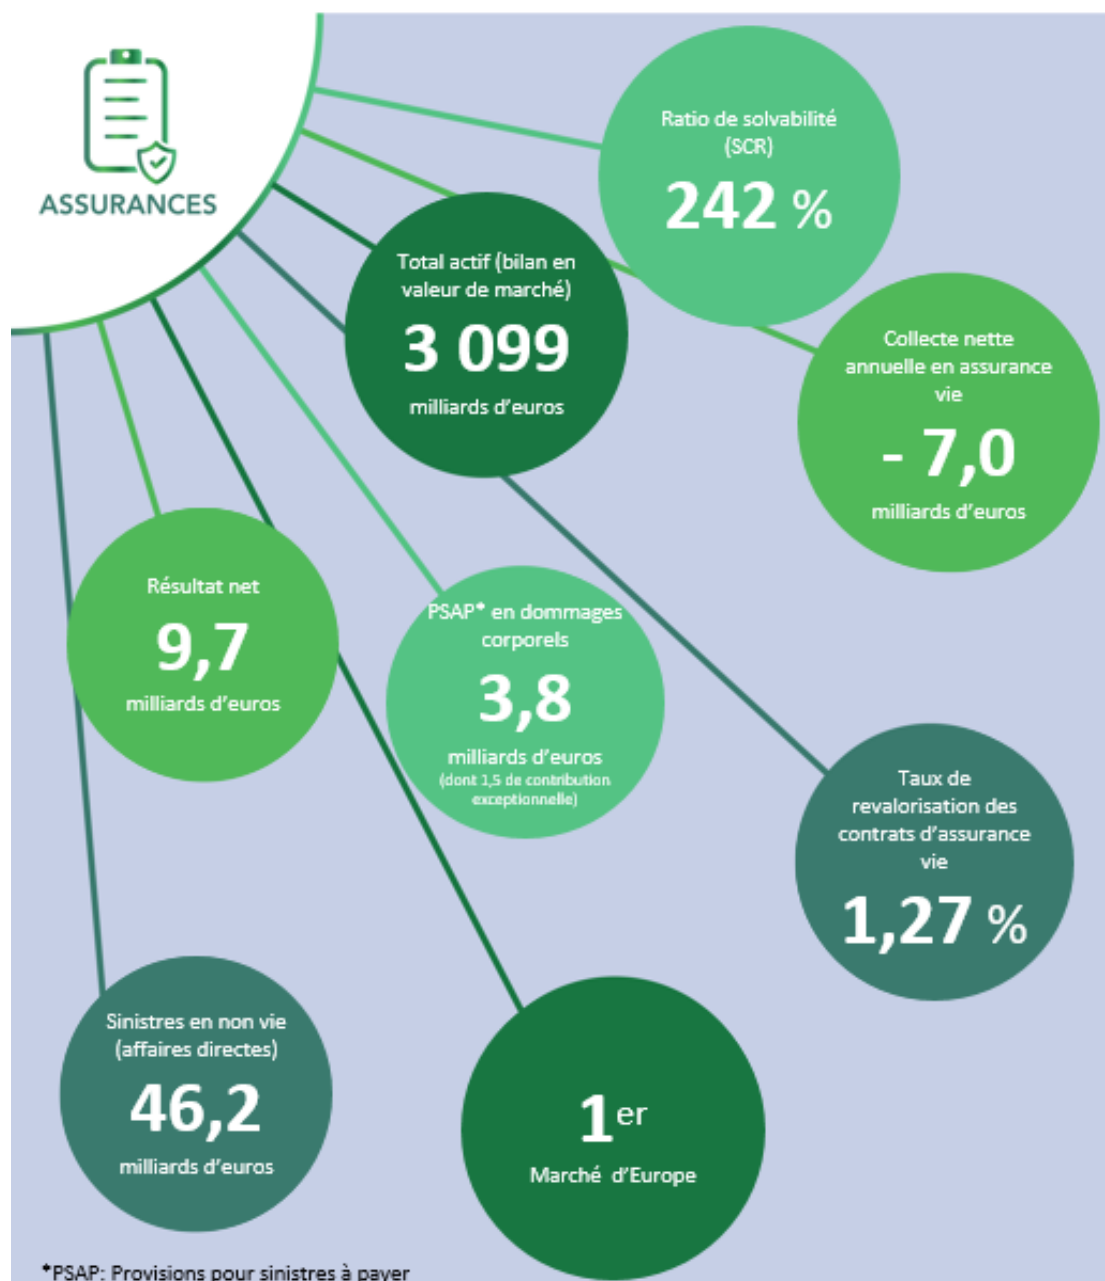 ASSURANCES
Ratio de solvabilité
(SCR)
242 %
Total actif (bilan en
valeur de marché)
3 099
milliards d'euros
Collecte nette
annuelle en assurance
vie
- 7,0
milliards d'euros
Résultat net
9,7
milliards d'euros
PSAP* en dommages
corporels
3,8
milliards d'euros
(dont 1,5 de contribution
exceptionnelle)
Taux de
revalorisation des
contrats d'assurance
vie
1,27 %
Sinistres en non vie
(affaires directes)
46,2
milliards d'euros
1er
Marché d'Europe
*PSAP: Provisions pour sinistres à payer